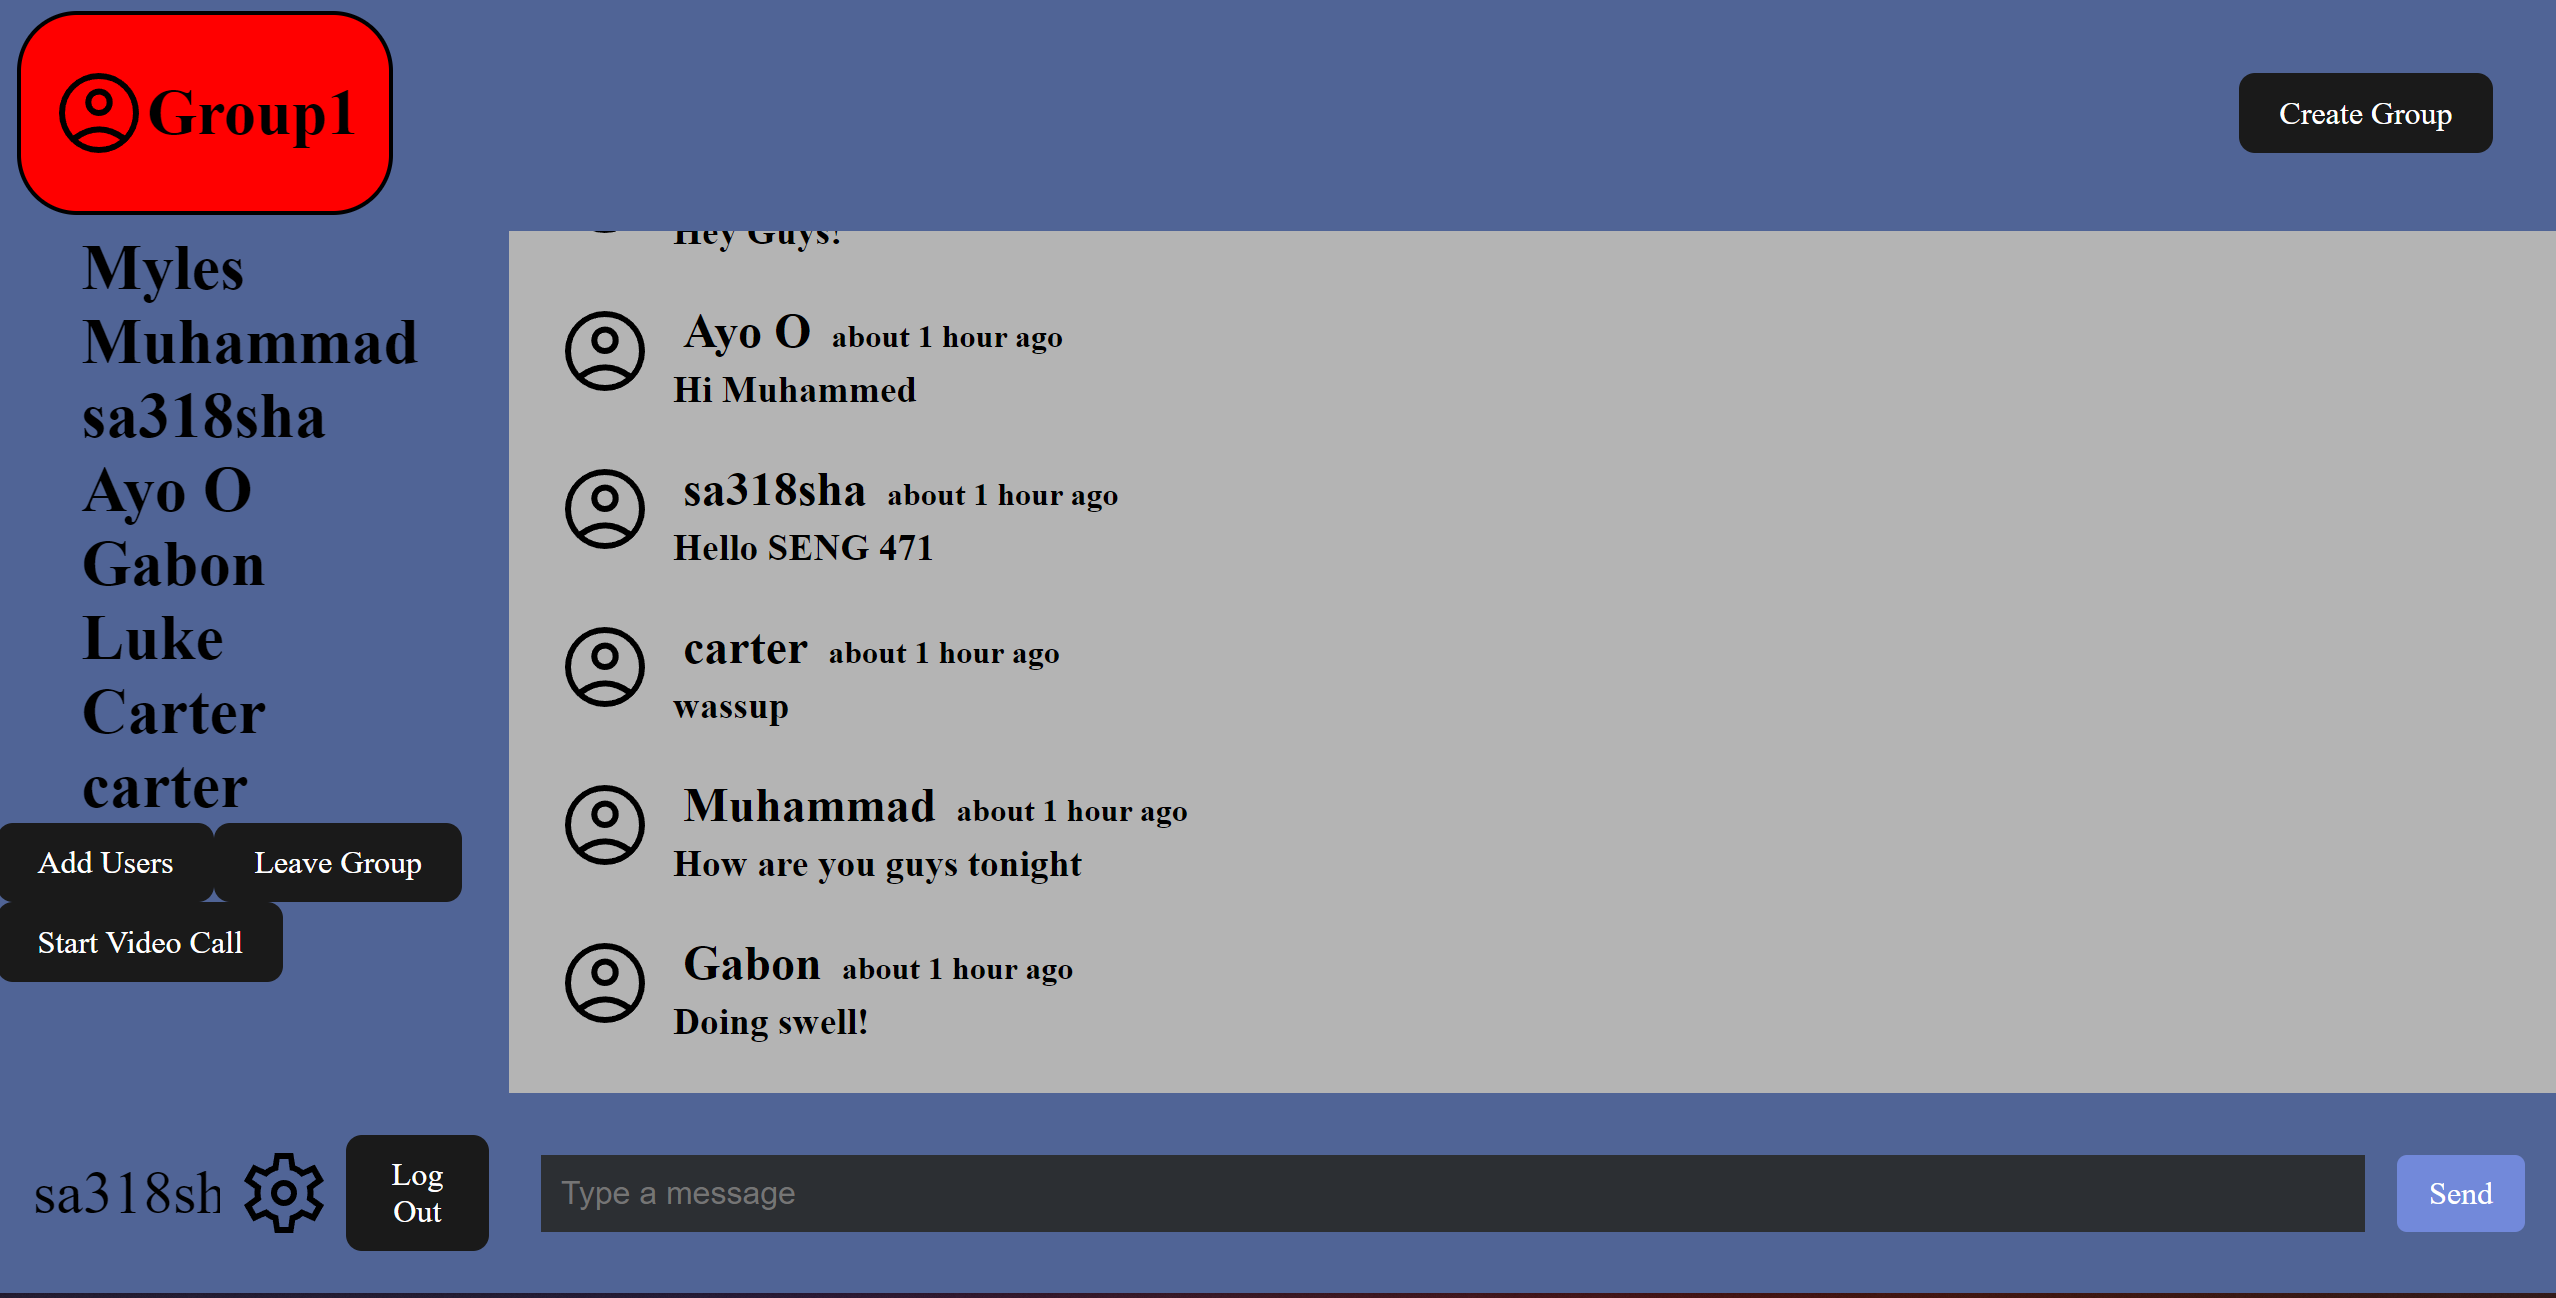 Group1
Create Group
Myles
Muhammad
sa318sha
Ayo O
Gabon
Luke
Carter
carter
Add Users
Leave Group
Start Video Call
Hey Guys!
Ayo O about 1 hour ago
Hi Muhammed
sa318sha about 1 hour ago
Hello SENG 471
carter about 1 hour ago
wassup
Muhammad about 1 hour ago
How are you guys tonight
Gabon about 1 hour ago
Doing swell!
sa318sh
Log
Out
Type a message
Send